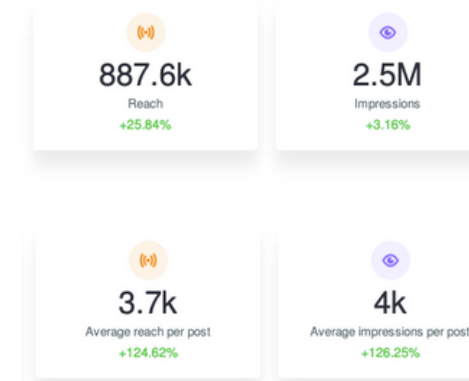 887.6k
Reach
+25.84%
2.5M
Impressions
+3.16%
3.7k
Average reach per post
+124.62%
4k
Average impressions per post
+126.25%